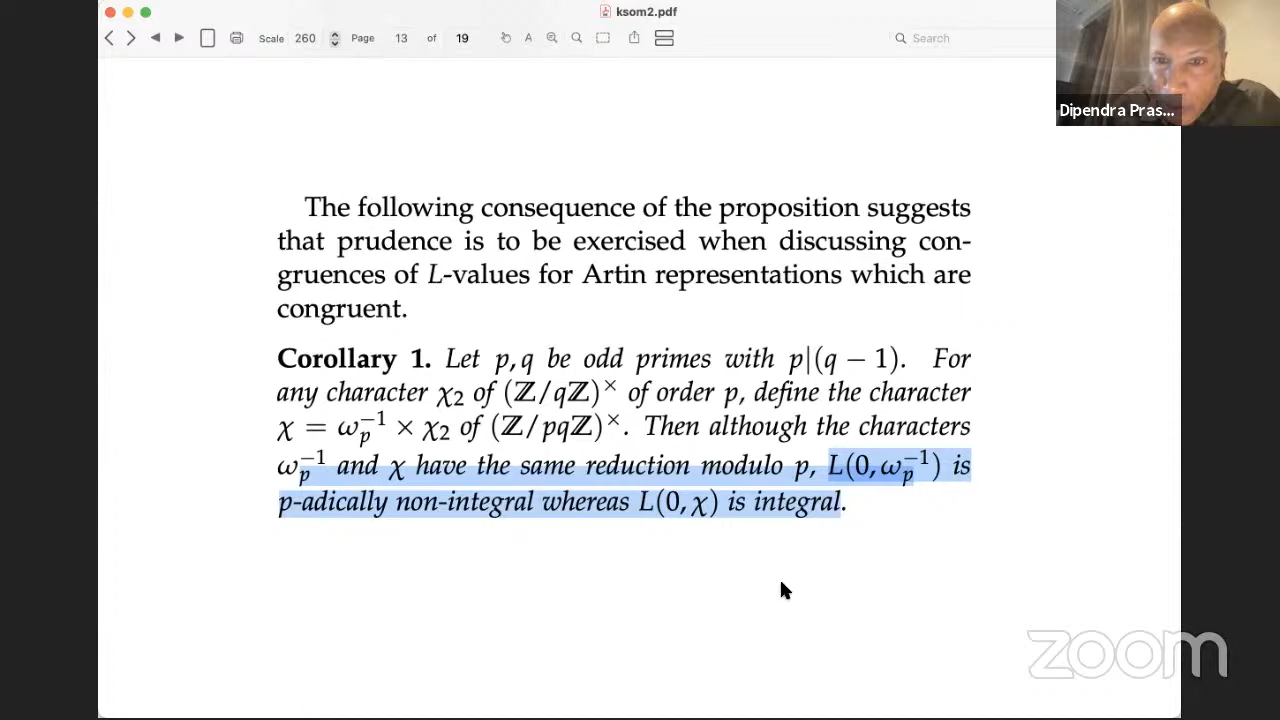 ksom2.pdf
Scale 260 Page 13 of 19 A Search
Dipendra Pras...
The following consequence of the proposition suggests
that prudence is to be exercised when discussing con-
gruences of L-values for Artin representations which are
congruent.
Corollary 1. Let p, q be odd primes with p|(q − 1). For
any character χ₂ of (ℤ/qℤ)^× of order p, define the character
χ = ω_p^{−1} × χ₂ of (ℤ/pqℤ)^×. Then although the characters
ω_p^{−1} and χ have the same reduction modulo p, L(0, ω_p^{−1}) is
p-adically non-integral whereas L(0, χ) is integral.
zoom